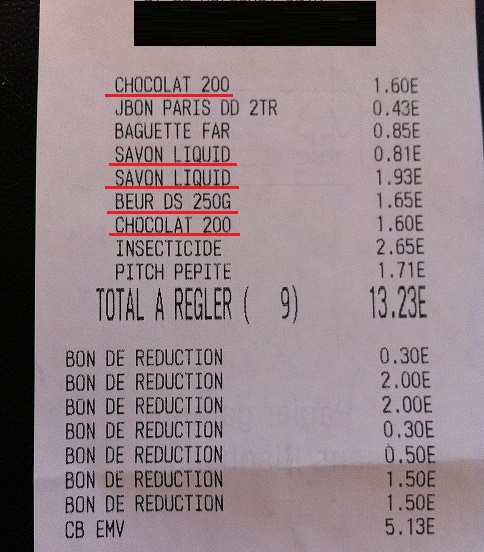 CHOCOLAT 200 1.60E
JBON PARIS DD 2TR 0.43E
BAGUETTE FAR 0.85E
SAVON LIQUID 0.81E
SAVON LIQUID 1.93E
BEUR DS 250G 1.65E
CHOCOLAT 200 1.60E
INSECTICIDE 2.65E
PITCH PEPITE 1.71E
TOTAL A REGLER ( 9) 13.23E
BON DE REDUCTION 0.30E
BON DE REDUCTION 2.00E
BON DE REDUCTION 2.00E
BON DE REDUCTION 0.30E
BON DE REDUCTION 0.50E
BON DE REDUCTION 1.50E
BON DE REDUCTION 1.50E
CB EMV 5.13E